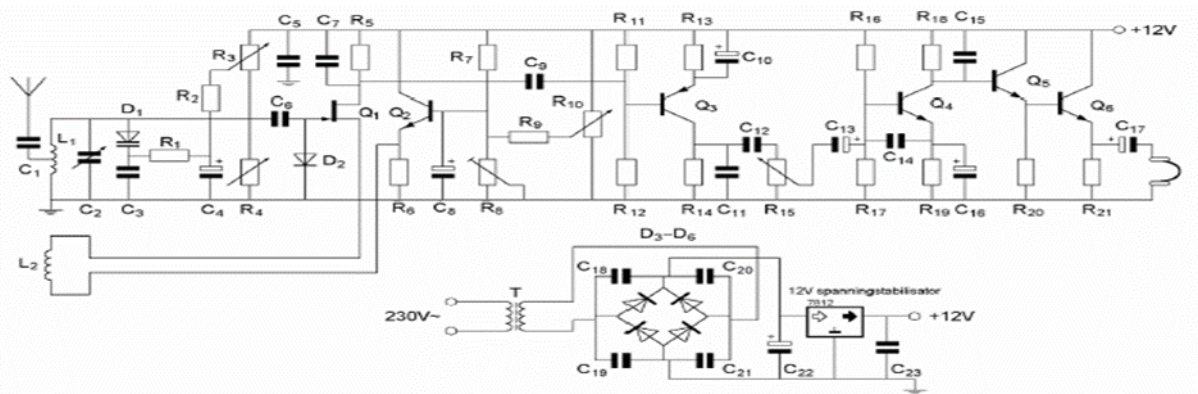 C5 C7 R5 R11 R13 R16 R18 C15
+12V
R3 R7 C9 C10 Q5
R2 R10
D1 C6 Q1 Q2 Q3 Q4 Q6
L1 R1 R9 C12 C13 C17
C1 D2 C14
C2 C3 C4 R4 R6 C8 R8 R12 R14 C11 R15 R17 R19 C16 R20 R21
D3-D6
L2
C18 C20
T 12V spanningstabilisator
7812
230V~ +12V
C19 C21 C22 C23